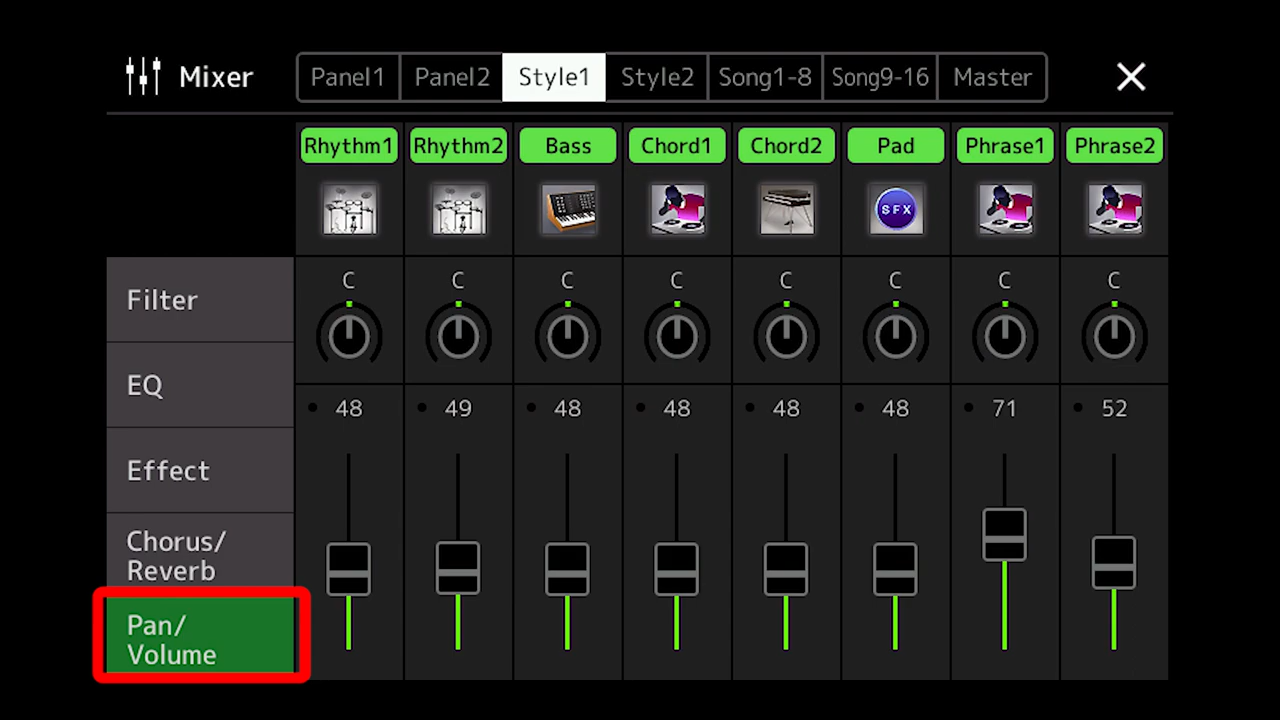 Mixer
Panel1 Panel2 Style1 Style2 Song1-8 Song9-16 Master
Rhythm1 Rhythm2 Bass Chord1 Chord2 Pad Phrase1 Phrase2
SFX
Filter
C C C C C C C C
EQ
48 49 48 48 48 48 71 52
Effect
Chorus/
Reverb
Pan/
Volume